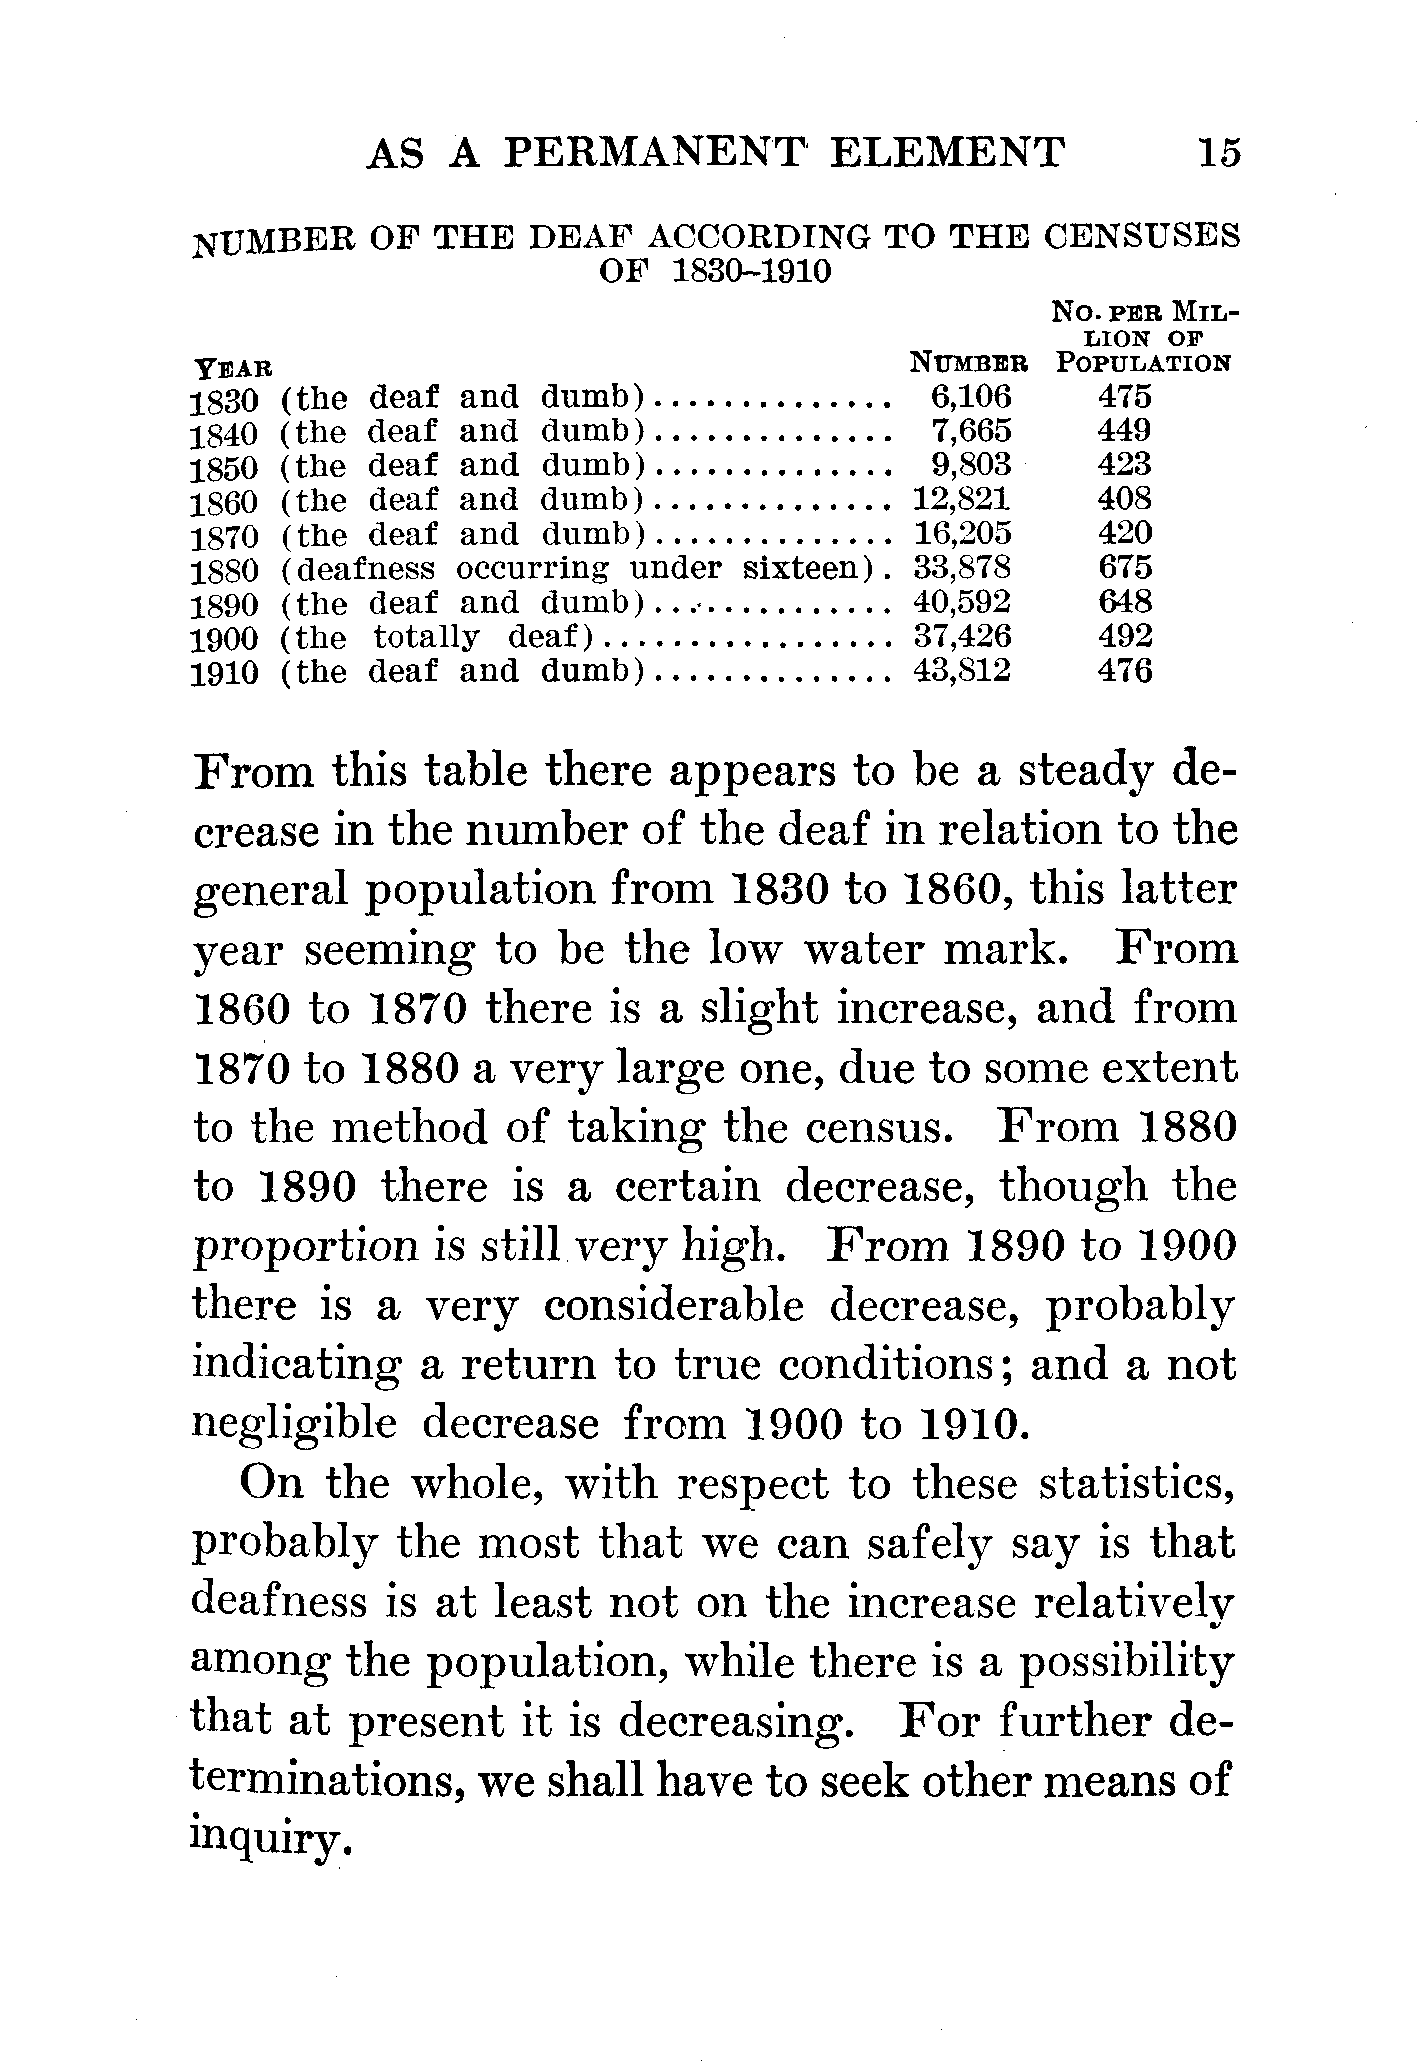 AS A PERMANENT ELEMENT 15
NUMBER OF THE DEAF ACCORDING TO THE CENSUSES
OF 1830–1910
NO. PER MIL-
LION OF
YEAR NUMBER POPULATION
1830 (the deaf and dumb).............. 6,106 475
1840 (the deaf and dumb).............. 7,665 449
1850 (the deaf and dumb).............. 9,803 423
1860 (the deaf and dumb).............. 12,821 408
1870 (the deaf and dumb).............. 16,205 420
1880 (deafness occurring under sixteen). 33,878 675
1890 (the deaf and dumb).............. 40,592 648
1900 (the totally deaf)................. 37,426 492
1910 (the deaf and dumb).............. 43,812 476
From this table there appears to be a steady de-
crease in the number of the deaf in relation to the
general population from 1830 to 1860, this latter
year seeming to be the low water mark. From
1860 to 1870 there is a slight increase, and from
1870 to 1880 a very large one, due to some extent
to the method of taking the census. From 1880
to 1890 there is a certain decrease, though the
proportion is still very high. From 1890 to 1900
there is a very considerable decrease, probably
indicating a return to true conditions; and a not
negligible decrease from 1900 to 1910.
On the whole, with respect to these statistics,
probably the most that we can safely say is that
deafness is at least not on the increase relatively
among the population, while there is a possibility
that at present it is decreasing. For further de-
terminations, we shall have to seek other means of
inquiry.